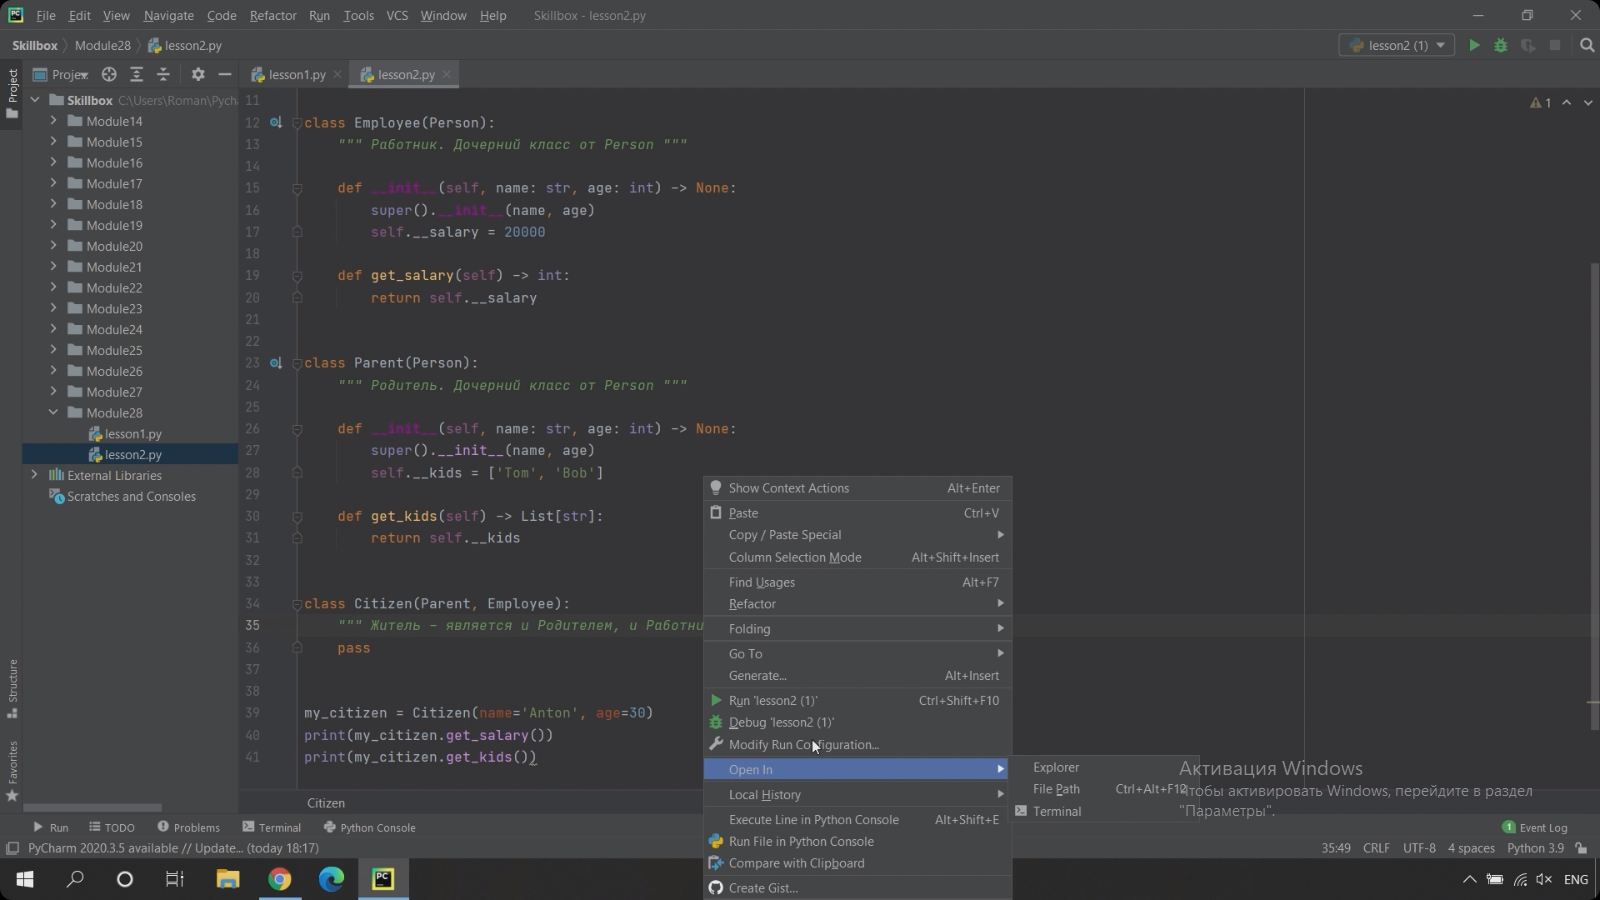 File Edit View Navigate Code Refactor Run Tools VCS Window Help Skillbox - lesson2.py
Skillbox Module28 lesson2.py lesson2 (1)
Project
lesson1.py lesson2.py
Project
Skillbox C:\Users\Roman\Pych
Module14
Module15
Module16
Module17
Module18
Module19
Module20
Module21
Module22
Module23
Module24
Module25
Module26
Module27
Module28
lesson1.py
lesson2.py
External Libraries
Scratches and Consoles
Structure
Favorites
1
11
12 class Employee(Person):
13 """ Работник. Дочерний класс от Person """
14
15 def __init__(self, name: str, age: int) -> None:
16 super().__init__(name, age)
17 self.__salary = 20000
18
19 def get_salary(self) -> int:
20 return self.__salary
21
22
23 class Parent(Person):
24 """ Родитель. Дочерний класс от Person """
25
26 def __init__(self, name: str, age: int) -> None:
27 super().__init__(name, age)
28 self.__kids = ['Tom', 'Bob']
29
30 def get_kids(self) -> List[str]:
31 return self.__kids
32
33
34 class Citizen(Parent, Employee):
35 """ Житель - является и Родителем, и Работни
36 pass
37
38
39 my_citizen = Citizen(name='Anton', age=30)
40 print(my_citizen.get_salary())
41 print(my_citizen.get_kids())
Citizen
Show Context Actions Alt+Enter
Paste Ctrl+V
Copy / Paste Special
Column Selection Mode Alt+Shift+Insert
Find Usages Alt+F7
Refactor
Folding
Go To
Generate... Alt+Insert
Run 'lesson2 (1)' Ctrl+Shift+F10
Debug 'lesson2 (1)'
Modify Run Configuration...
Open In
Local History
Execute Line in Python Console Alt+Shift+E
Run File in Python Console
Compare with Clipboard
Create Gist...
Explorer
File Path Ctrl+Alt+F12
Terminal
Активация Windows
Чтобы активировать Windows, перейдите в раздел
"Параметры".
Run TODO Problems Terminal Python Console 1 Event Log
PyCharm 2020.3.5 available // Update... (today 18:17) 35:49 CRLF UTF-8 4 spaces Python 3.9
ENG